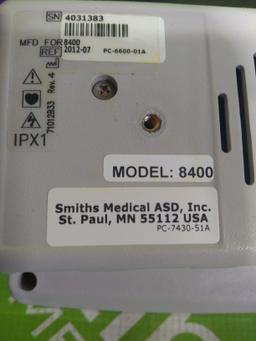 SN 4031383
MFD FOR 8400
REF 2012-07 PC-6600-01A
IPX1
71012B33 Rev. 4
MODEL: 8400
Smiths Medical ASD, Inc.
St. Paul, MN 55112 USA
PC-7430-51A